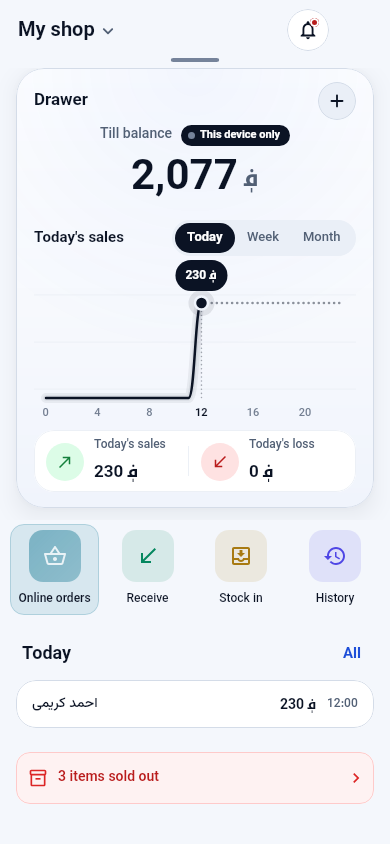 My shop
Drawer
Till balance
This device only
2,077 ؋
Today's sales
Today
Week
Month
230 ؋
0
4
8
12
16
20
Today's sales
230 ؋
Today's loss
0 ؋
Online orders
Receive
Stock in
History
Today
All
احمد کریمی
230 ؋
12:00
3 items sold out